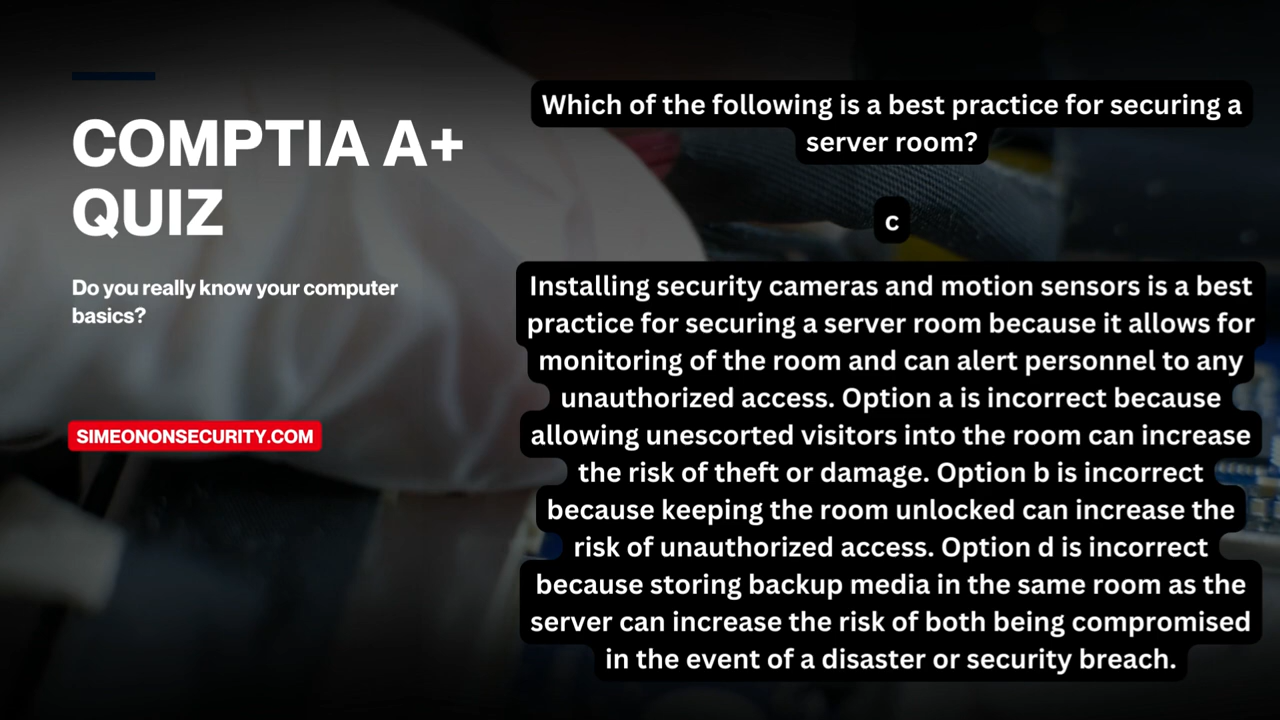 COMPTIA A+
QUIZ
Do you really know your computer
basics?
SIMEONONSECURITY.COM
Which of the following is a best practice for securing a
server room?
c
Installing security cameras and motion sensors is a best
practice for securing a server room because it allows for
monitoring of the room and can alert personnel to any
unauthorized access. Option a is incorrect because
allowing unescorted visitors into the room can increase
the risk of theft or damage. Option b is incorrect
because keeping the room unlocked can increase the
risk of unauthorized access. Option d is incorrect
because storing backup media in the same room as the
server can increase the risk of both being compromised
in the event of a disaster or security breach.